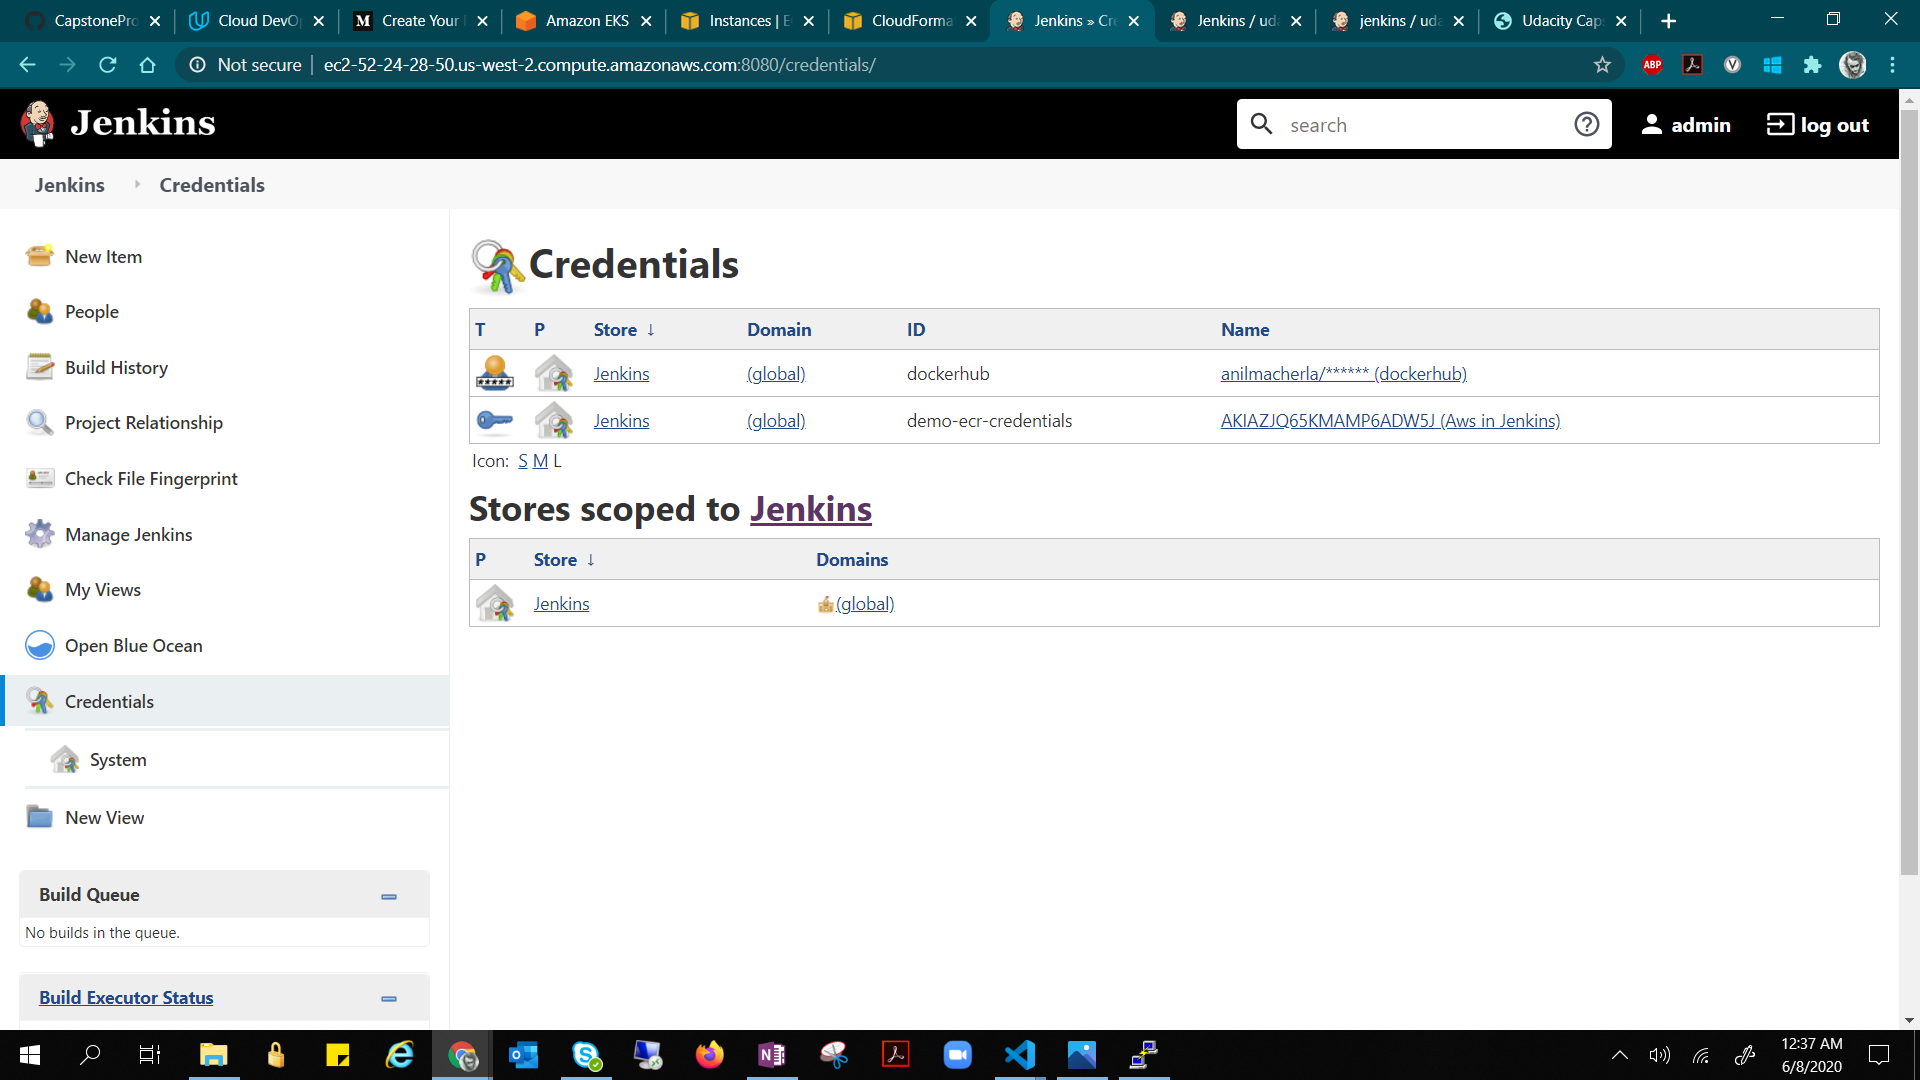 CapstonePro
Cloud DevO
Create Your
Amazon EKS
Instances | E
CloudForma
Jenkins » Cre
Jenkins / uda
jenkins / uda
Udacity Cap
Not secure
ec2-52-24-28-50.us-west-2.compute.amazonaws.com:8080/credentials/
ABP
Jenkins
search
admin
log out
Jenkins
Credentials
New Item
People
Build History
Project Relationship
Check File Fingerprint
Manage Jenkins
My Views
Open Blue Ocean
Credentials
System
New View
Build Queue
No builds in the queue.
Build Executor Status
Credentials
T P Store ↓ Domain ID Name
Jenkins (global) dockerhub anilmacherla/****** (dockerhub)
Jenkins (global) demo-ecr-credentials AKIAZJQ65KMAMP6ADW5J (Aws in Jenkins)
Icon: S M L
Stores scoped to Jenkins
P Store ↓ Domains
Jenkins (global)
12:37 AM
6/8/2020